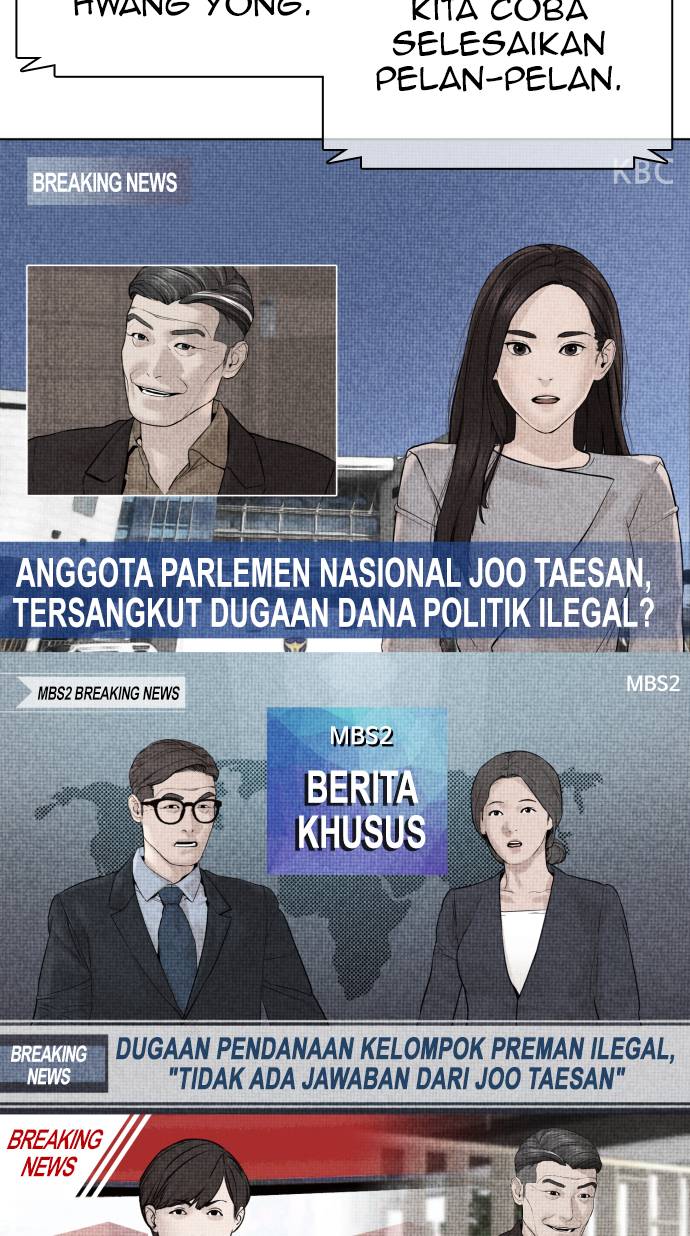 HWANG YONG.
KITA COBA
SELESAIKAN
PELAN-PELAN.
BREAKING NEWS
KBC
ANGGOTA PARLEMEN NASIONAL JOO TAESAN,
TERSANGKUT DUGAAN DANA POLITIK ILEGAL?
MBS2 BREAKING NEWS
MBS2
MBS2
BERITA
KHUSUS
BREAKING
NEWS
DUGAAN PENDANAAN KELOMPOK PREMAN ILEGAL,
"TIDAK ADA JAWABAN DARI JOO TAESAN"
BREAKING
NEWS